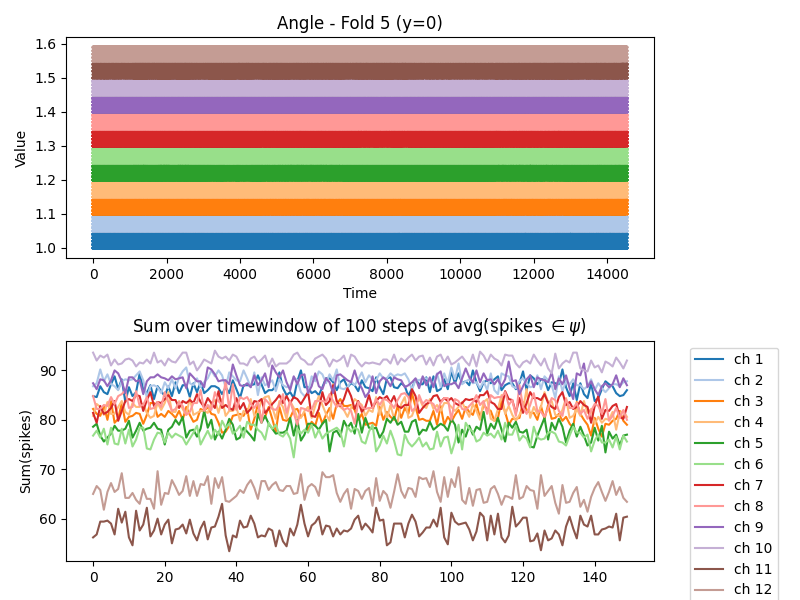 Angle - Fold 5 (y=0)
Value
1.6
1.5
1.4
1.3
1.2
1.1
1.0
0 2000 4000 6000 8000 10000 12000 14000
Time
Sum over timewindow of 100 steps of avg(spikes ∈ ψ)
Sum(spikes)
90
80
70
60
0 20 40 60 80 100 120 140
ch 1
ch 2
ch 3
ch 4
ch 5
ch 6
ch 7
ch 8
ch 9
ch 10
ch 11
ch 12